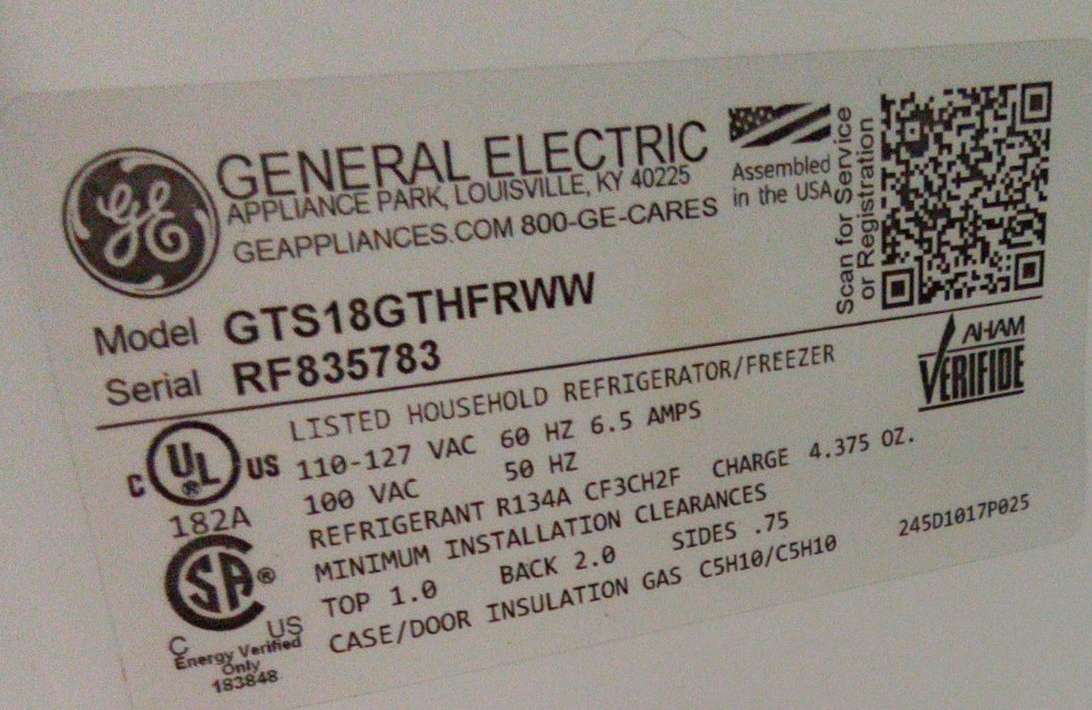 GE
GENERAL ELECTRIC
APPLIANCE PARK, LOUISVILLE, KY 40225
GEAPPLIANCES.COM 800-GE-CARES
Assembled
in the USA
Scan for Service
or Registration
Model GTS18GTHFRWW
Serial RF835783
AHAM
VERIFIDE
C UL ® US
182A
LISTED HOUSEHOLD REFRIGERATOR/FREEZER
110-127 VAC 60 HZ 6.5 AMPS
100 VAC 50 HZ
REFRIGERANT R134A CF3CH2F CHARGE 4.375 OZ.
MINIMUM INSTALLATION CLEARANCES
TOP 1.0 BACK 2.0 SIDES .75
CASE/DOOR INSULATION GAS C5H10/C5H10
245D1017P025
SA ®
C US
Energy Verified
Only
183848